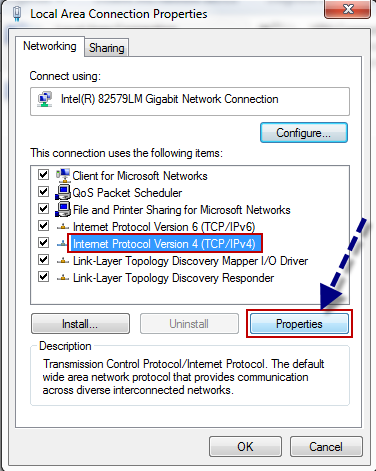 Local Area Connection Properties
Networking
Sharing
Connect using:
Intel(R) 82579LM Gigabit Network Connection
Configure...
This connection uses the following items:
Client for Microsoft Networks
QoS Packet Scheduler
File and Printer Sharing for Microsoft Networks
Internet Protocol Version 6 (TCP/IPv6)
Internet Protocol Version 4 (TCP/IPv4)
Link-Layer Topology Discovery Mapper I/O Driver
Link-Layer Topology Discovery Responder
Install...
Uninstall
Properties
Description
Transmission Control Protocol/Internet Protocol. The default
wide area network protocol that provides communication
across diverse interconnected networks.
OK
Cancel